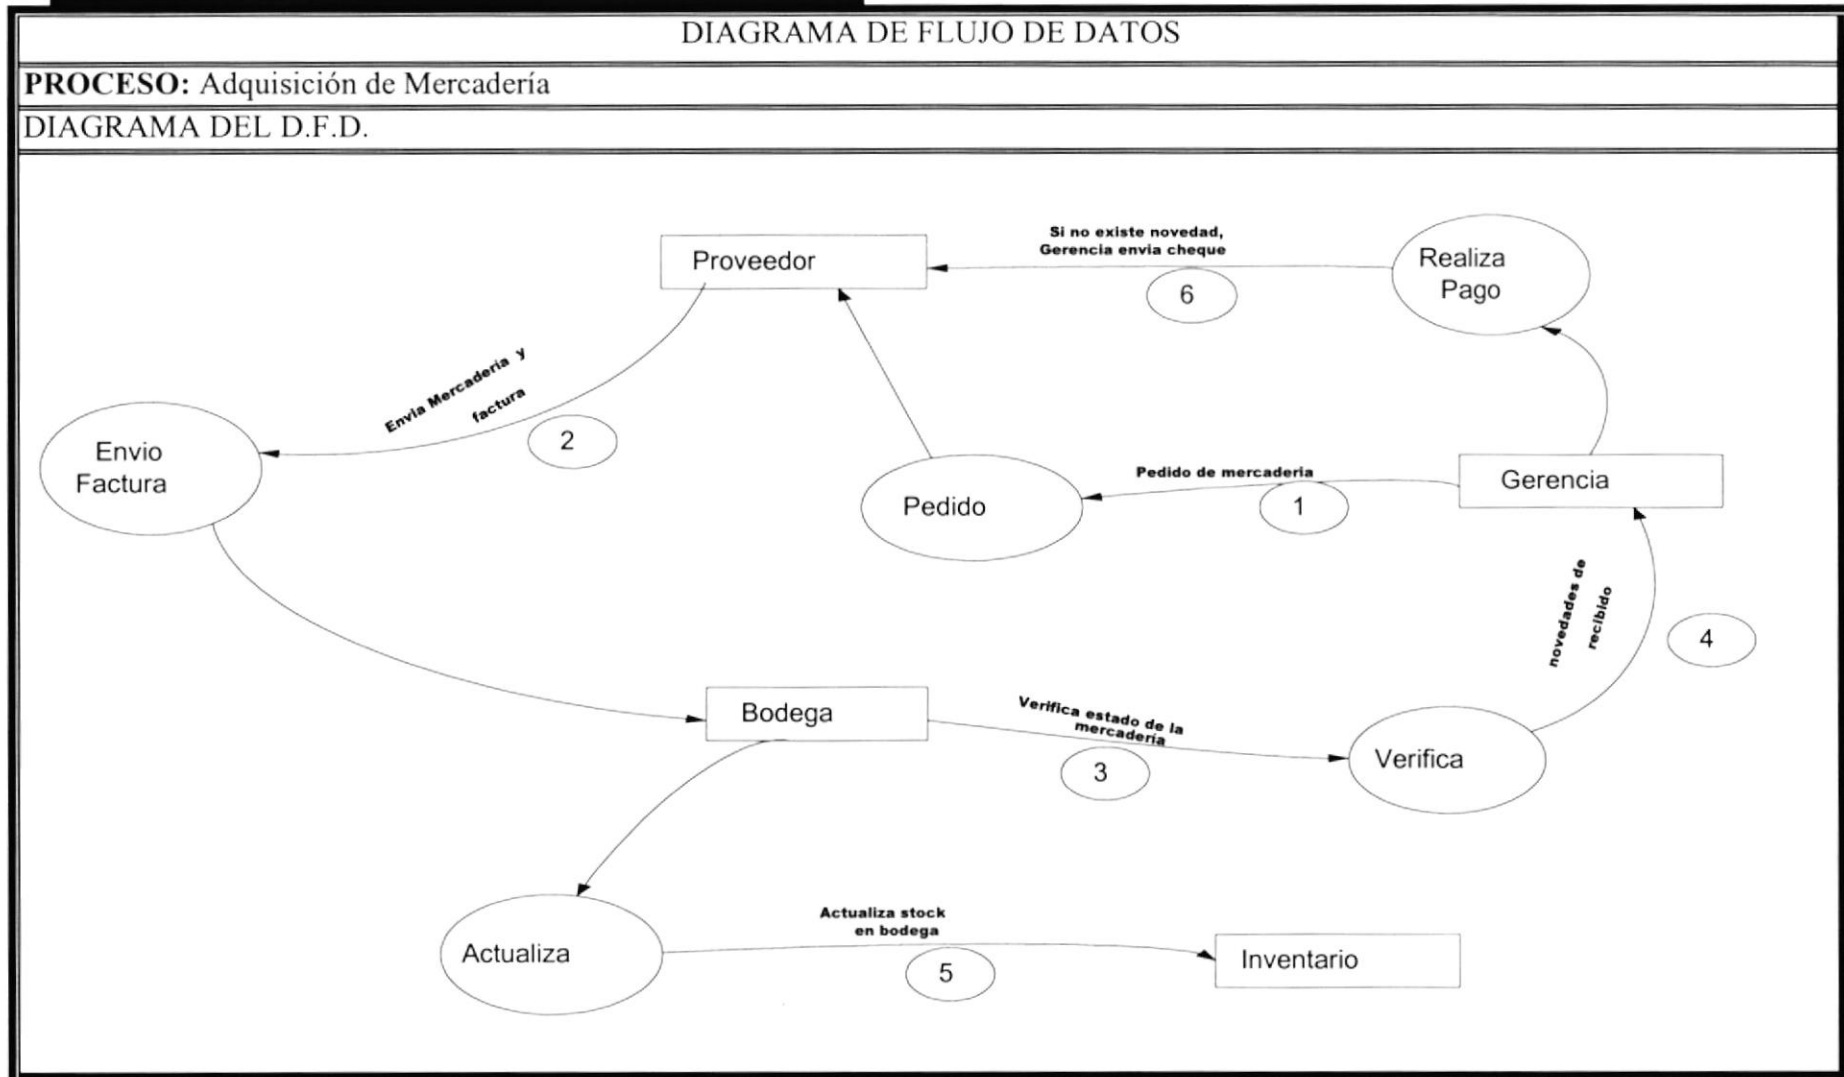 DIAGRAMA DE FLUJO DE DATOS
PROCESO: Adquisición de Mercadería
DIAGRAMA DEL D.F.D.
Si no existe novedad,
Gerencia envia cheque
Proveedor
Realiza
Pago
6
Envia Mercadería y
factura
2
Envio
Factura
Pedido de mercaderia
1
Pedido
Gerencia
novedades de
recibido
4
Bodega
Verifica estado de la
mercadería
3
Verifica
Actualiza stock
en bodega
5
Actualiza
Inventario